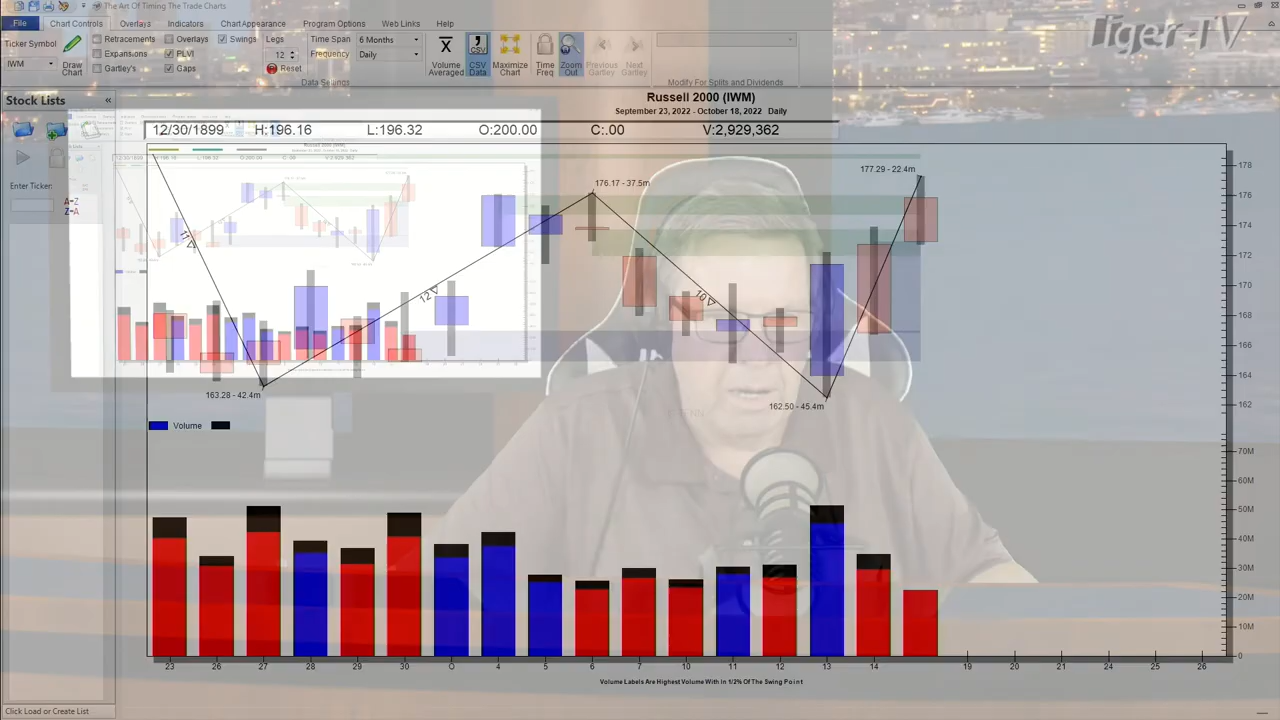 The Art Of Timing The Trade Charts
File Chart Controls Overlays Indicators Chart Appearance Program Options Web Links Help
Ticker Symbol
IWM
Draw Chart
Retracements Overlays Swings
Expansions PLVI
Gartley's Gaps
Legs
12
Reset
Time Span 6 Months
Frequency Daily
Data Settings
Volume Averaged
CSV Data
Maximize Chart
Time Freq
Zoom Out
Previous Gartley
Next Gartley
Modify For Splits and Dividends
Tiger-TV
Stock Lists «
Enter Ticker:
A-Z
Z-A
Click Load or Create List
Russell 2000 (IWM)
September 23, 2022 - October 18, 2022 Daily
12/30/1899 H:196.16 L:196.32 O:200.00 C:.00 V:2,929,362
177.29 - 22.4m
176.17 - 37.5m
163.28 - 42.4m
162.50 - 45.4m
11
12
10
178
176
174
172
170
168
166
164
162
Volume
70M
60M
50M
40M
30M
20M
10M
0
23 26 27 28 29 30 O 4 5 6 7 10 11 12 13 14 19 20 21 24 25 26
Volume Labels Are Highest Volume With In 1/2% Of The Swing Point